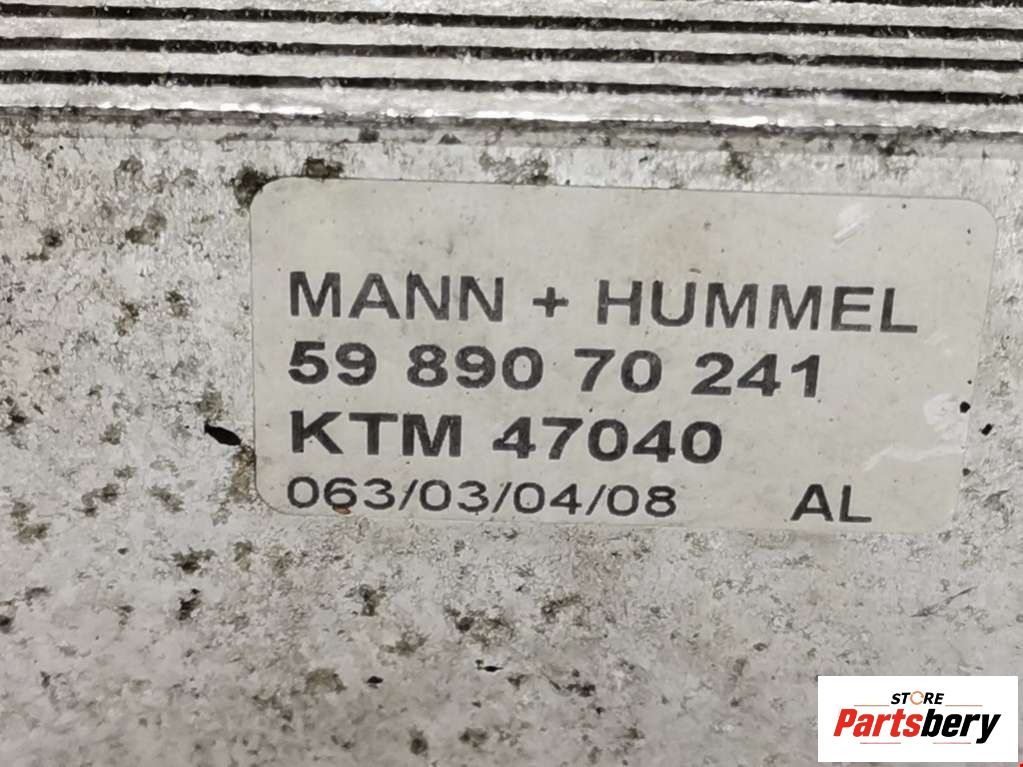 MANN + HUMMEL
59 890 70 241
KTM 47040
063/03/04/08 AL
STORE
Partsbery